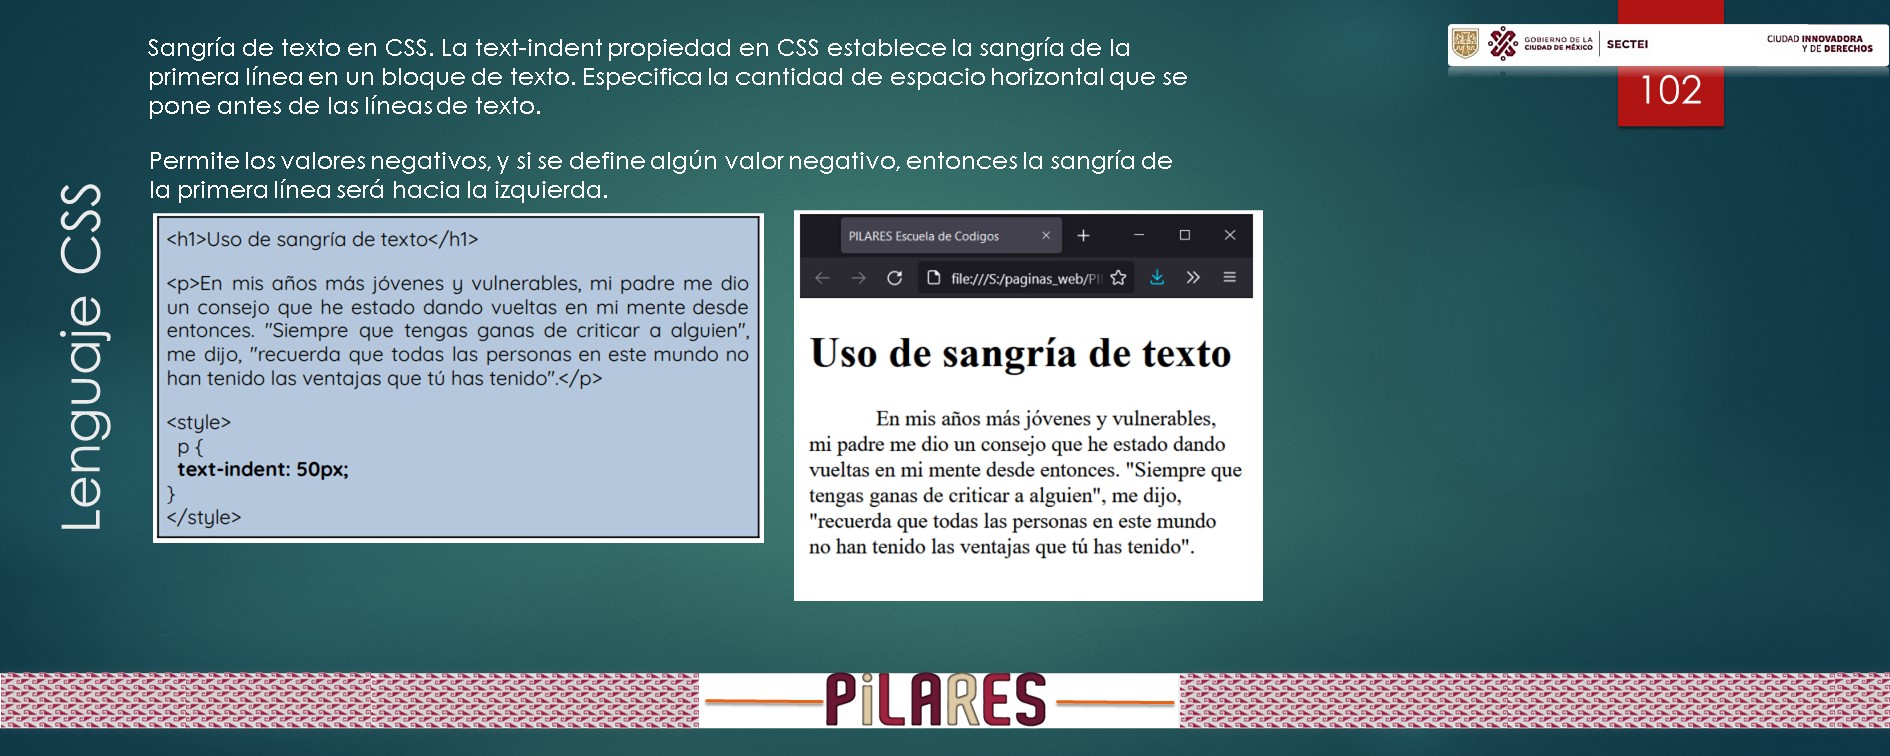 Sangría de texto en CSS. La text-indent propiedad en CSS establece la sangría de la
primera línea en un bloque de texto. Especifica la cantidad de espacio horizontal que se
pone antes de las líneas de texto.
Permite los valores negativos, y si se define algún valor negativo, entonces la sangría de
la primera línea será hacia la izquierda.
GOBIERNO DE LA
CIUDAD DE MÉXICO
SECTEI
CIUDAD INNOVADORA
Y DE DERECHOS
102
Lenguaje CSS
<h1>Uso de sangría de texto</h1>
<p>En mis años más jóvenes y vulnerables, mi padre me dio
un consejo que he estado dando vueltas en mi mente desde
entonces. "Siempre que tengas ganas de criticar a alguien",
me dijo, "recuerda que todas las personas en este mundo no
han tenido las ventajas que tú has tenido".</p>
<style>
p {
text-indent: 50px;
}
</style>
PILARES Escuela de Codigos
file:///S:/paginas_web/PI
Uso de sangría de texto
En mis años más jóvenes y vulnerables,
mi padre me dio un consejo que he estado dando
vueltas en mi mente desde entonces. "Siempre que
tengas ganas de criticar a alguien", me dijo,
"recuerda que todas las personas en este mundo
no han tenido las ventajas que tú has tenido".
PiLARES